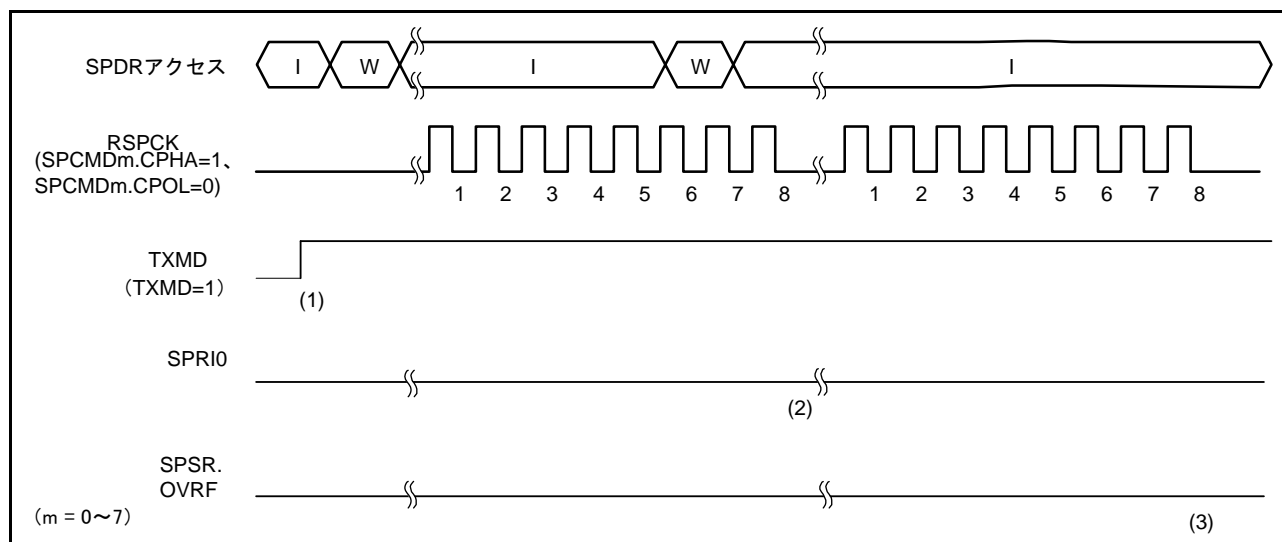 SPDRアクセス I W I W I
RSPCK
(SPCMDm.CPHA=1、
SPCMDm.CPOL=0)
1 2 3 4 5 6 7 8 1 2 3 4 5 6 7 8
TXMD
（TXMD=1）
(1)
SPRI0
(2)
SPSR.
OVRF
（m = 0～7）
(3)